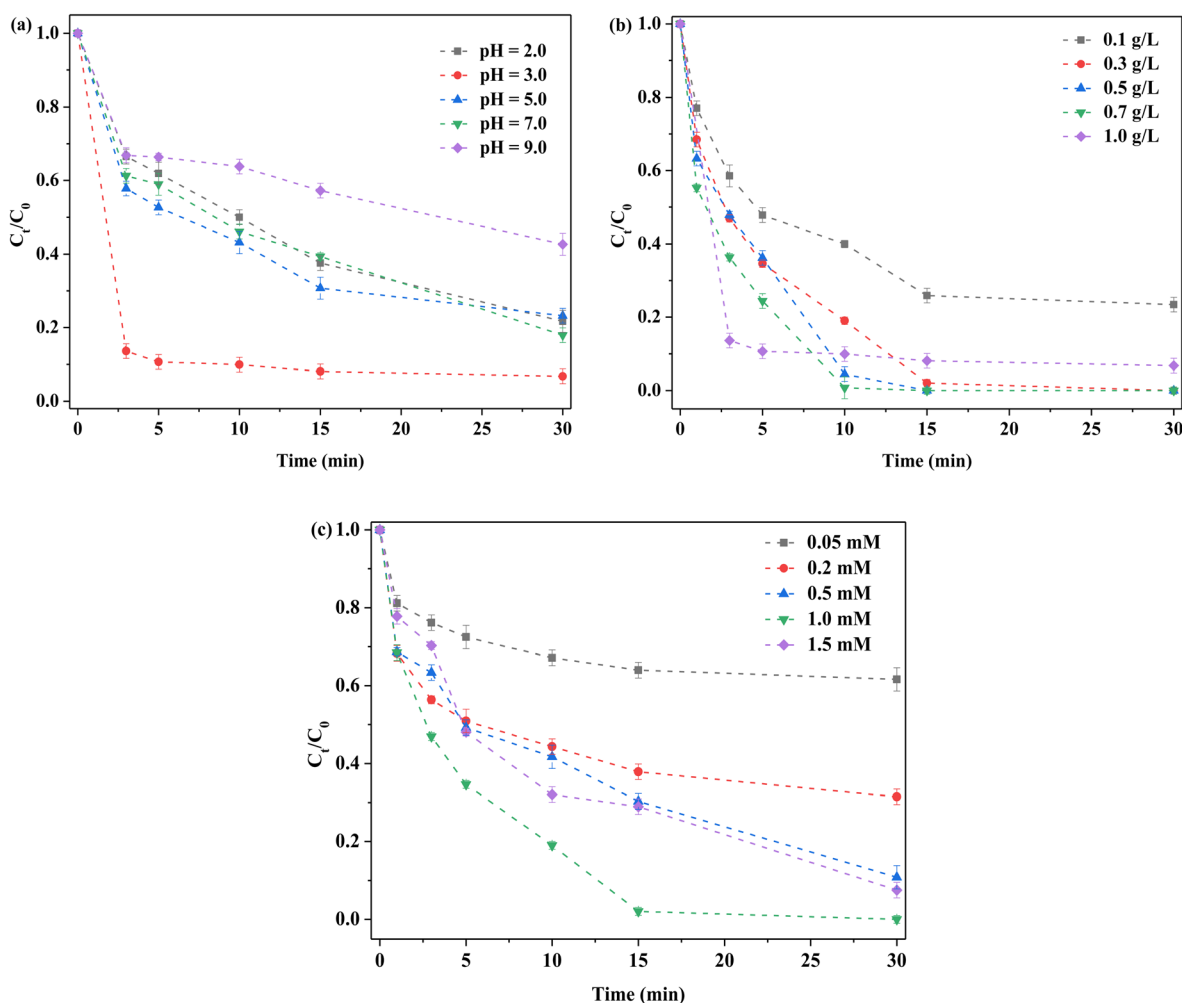 (a)
1.0
0.8
0.6
0.4
0.2
0.0
Ct/C0
0 5 10 15 20 25 30
Time (min)
pH = 2.0
pH = 3.0
pH = 5.0
pH = 7.0
pH = 9.0
(b)
1.0
0.8
0.6
0.4
0.2
0.0
Ct/C0
0 5 10 15 20 25 30
Time (min)
0.1 g/L
0.3 g/L
0.5 g/L
0.7 g/L
1.0 g/L
(c)
1.0
0.8
0.6
0.4
0.2
0.0
Ct/C0
0 5 10 15 20 25 30
Time (min)
0.05 mM
0.2 mM
0.5 mM
1.0 mM
1.5 mM